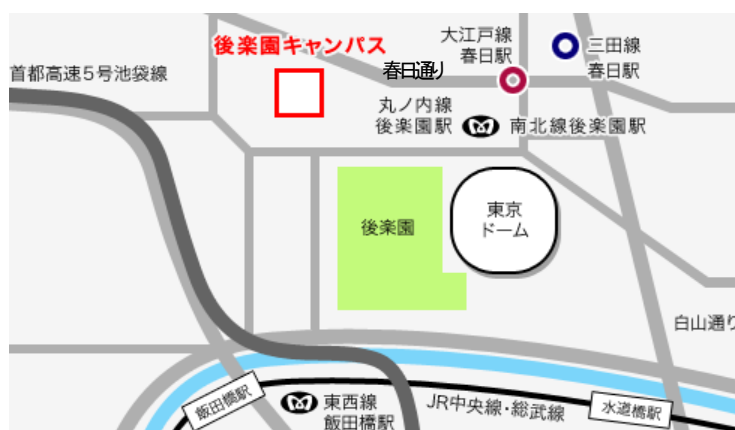 後楽園キャンパス
大江戸線
春日駅
三田線
春日駅
首都高速5号池袋線
春日通り
丸ノ内線
後楽園駅
南北線後楽園駅
後楽園
東京
ドーム
白山通り
飯田橋駅
東西線
飯田橋駅
JR中央線・総武線
水道橋駅